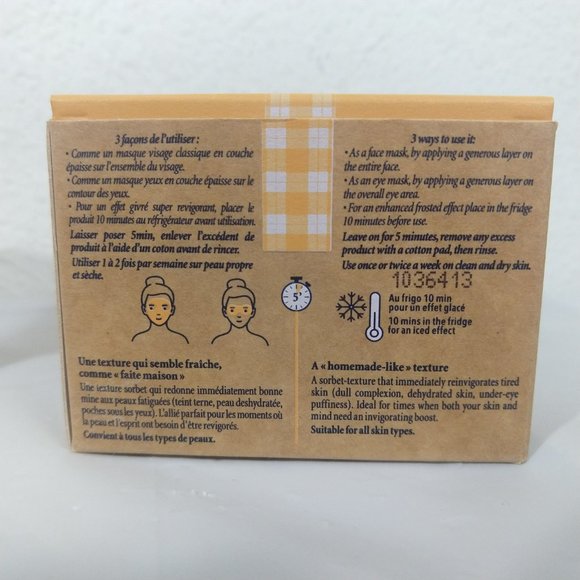 3 façons de l'utiliser :
• Comme un masque visage classique en couche
épaisse sur l'ensemble du visage.
• Comme un masque yeux en couche épaisse sur le
contour des yeux.
• Pour un effet givré super revigorant, placer le
produit 10 minutes au réfrigérateur avant utilisation.
Laisser poser 5min, enlever l'excédent de
produit à l'aide d'un coton avant de rincer.
Utiliser 1 à 2 fois par semaine sur peau propre
et sèche.
3 ways to use it:
• As a face mask, by applying a generous layer on
the entire face.
• As an eye mask, by applying a generous layer on
the overall eye area.
• For an enhanced frosted effect place in the fridge
10 minutes before use.
Leave on for 5 minutes, remove any excess
product with a cotton pad, then rinse.
Use once or twice a week on clean and dry skin.
1036413
5'
Au frigo 10 min
pour un effet glacé
10 mins in the fridge
for an iced effect
Une texture qui semble fraîche,
comme « faite maison »
Une texture sorbet qui redonne immédiatement bonne
mine aux peaux fatiguées (teint terne, peau deshydratée,
poches sous les yeux). L'allié parfait pour les moments où
la peau et l'esprit ont besoin d'être revigorés.
Convient à tous les types de peaux.
A « homemade-like » texture
A sorbet-texture that immediately reinvigorates tired
skin (dull complexion, dehydrated skin, under-eye
puffiness). Ideal for times when both your skin and
mind need an invigorating boost.
Suitable for all skin types.